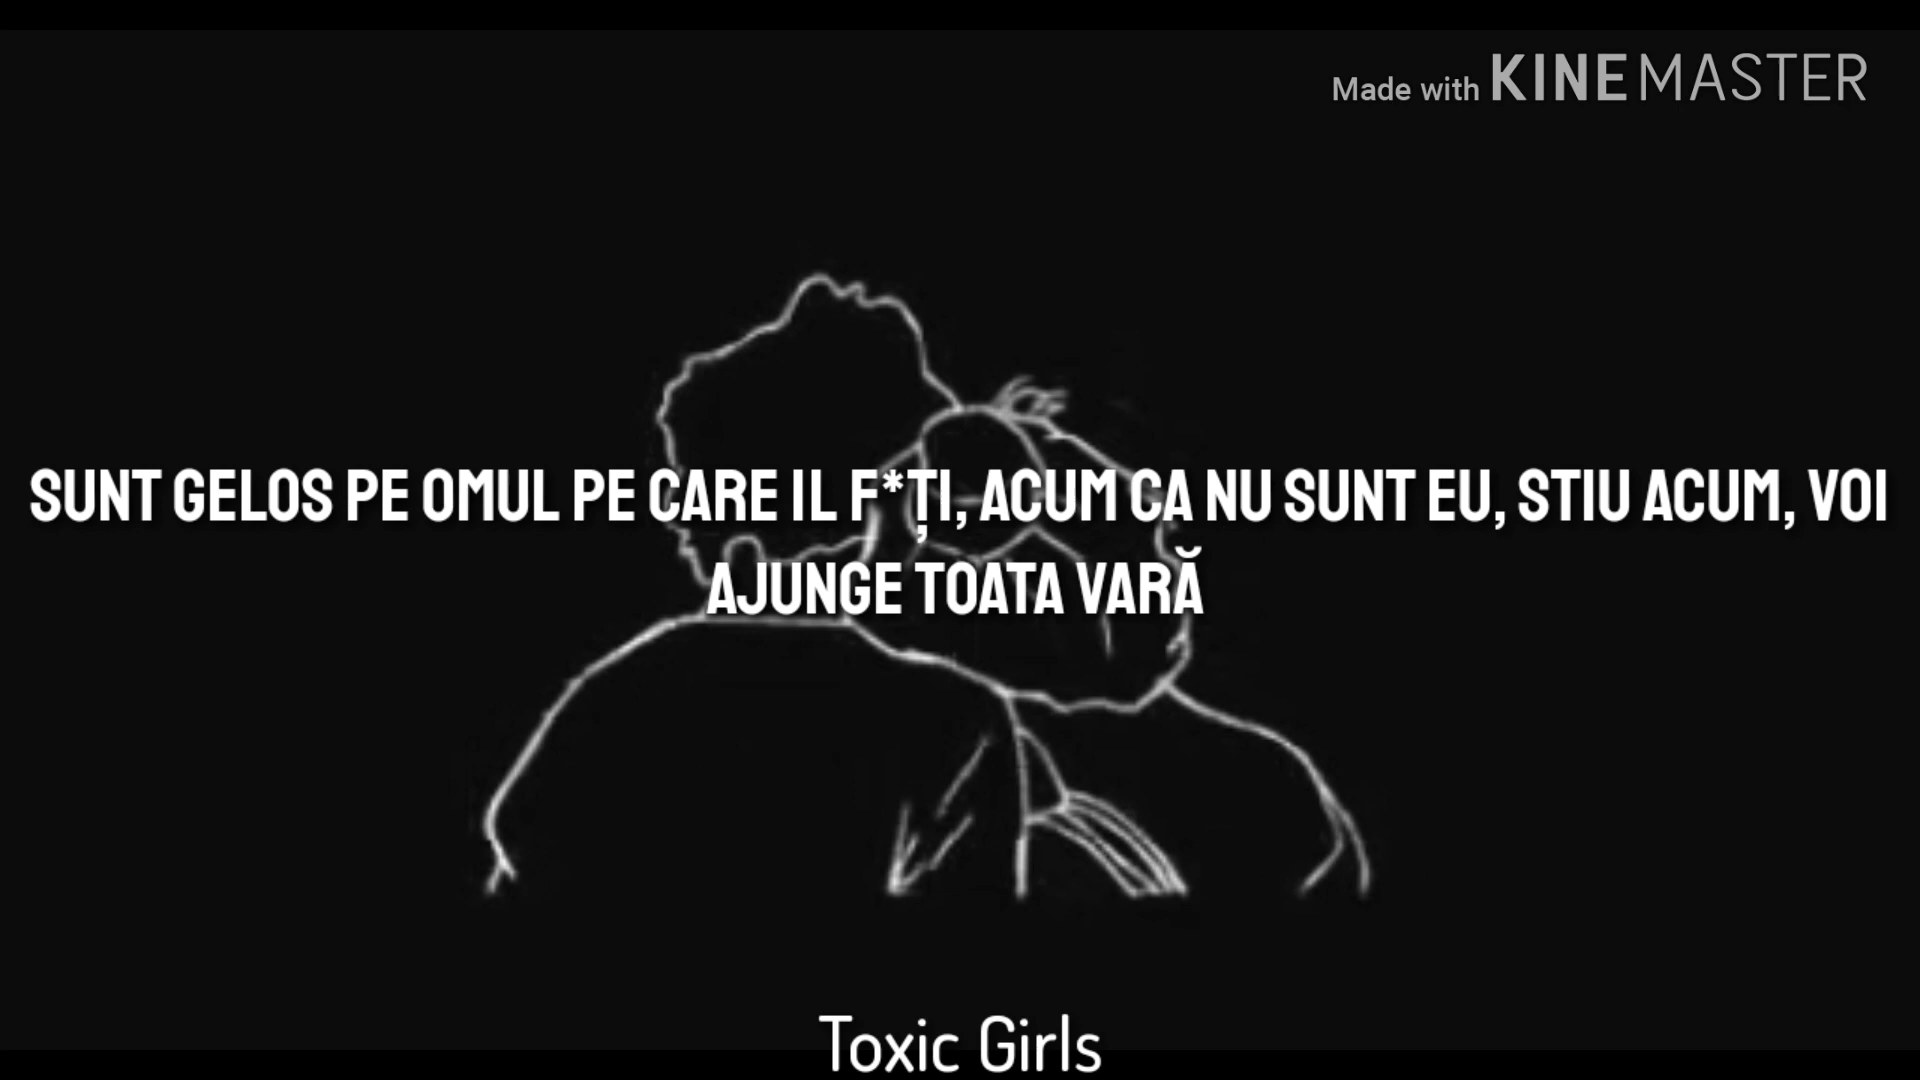 Made with KINEMASTER
SUNT GELOS PE OMUL PE CARE IL F*ȚI, ACUM CA NU SUNT EU, STIU ACUM, VOI
AJUNGE TOATA VARĂ
Toxic Girls